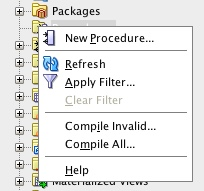 Packages
New Procedure...
Refresh
Apply Filter...
Clear Filter
Compile Invalid...
Compile All...
Help
Materialized Views